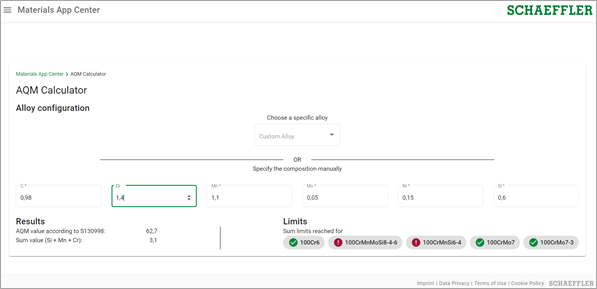 Materials App Center
SCHAEFFLER
Materials App Center > AQM Calculator
AQM Calculator
Alloy configuration
Choose a specific alloy
Custom Alloy
OR
Specify the composition manually
C * Cr Mn * Mo * Ni * Si *
0,98 1,4 1,1 0,05 0,15 0,6
Results
AQM value according to S130998: 62,7
Sum value (Si + Mn + Cr): 3,1
Limits
Sum limits reached for
100Cr6 100CrMnMoSi8-4-6 100CrMnSi6-4 100CrMo7 100CrMo7-3
Imprint | Data Privacy | Terms of Use | Cookie Policy SCHAEFFLER